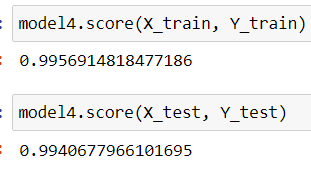 model4.score(X_train, Y_train)
0.9956914818477186
model4.score(X_test, Y_test)
0.9940677966101695